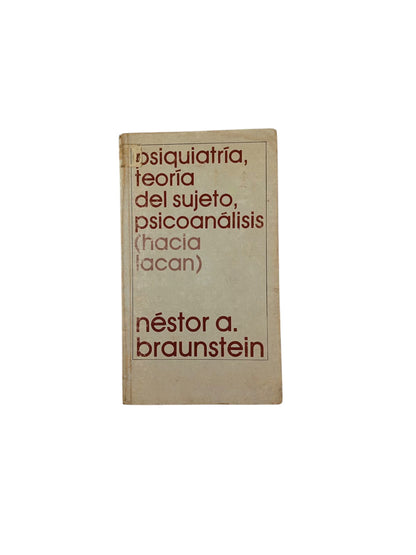 psiquiatría,
teoría
del sujeto,
psicoanálisis
(hacia
lacan)
néstor a.
braunstein